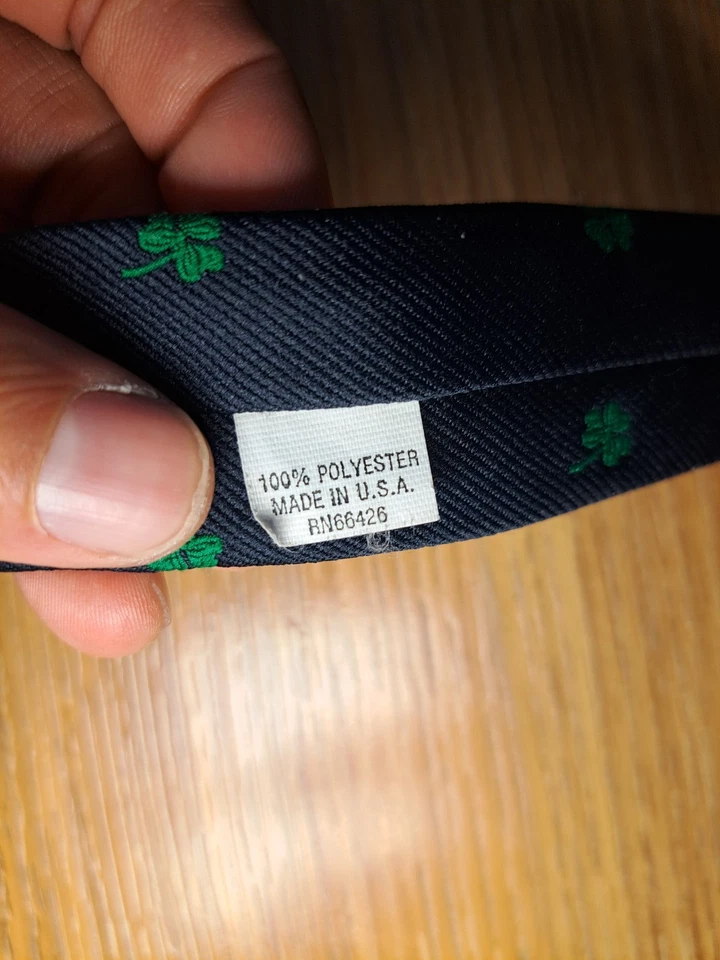 100% POLYESTER
MADE IN U.S.A.
RN66426